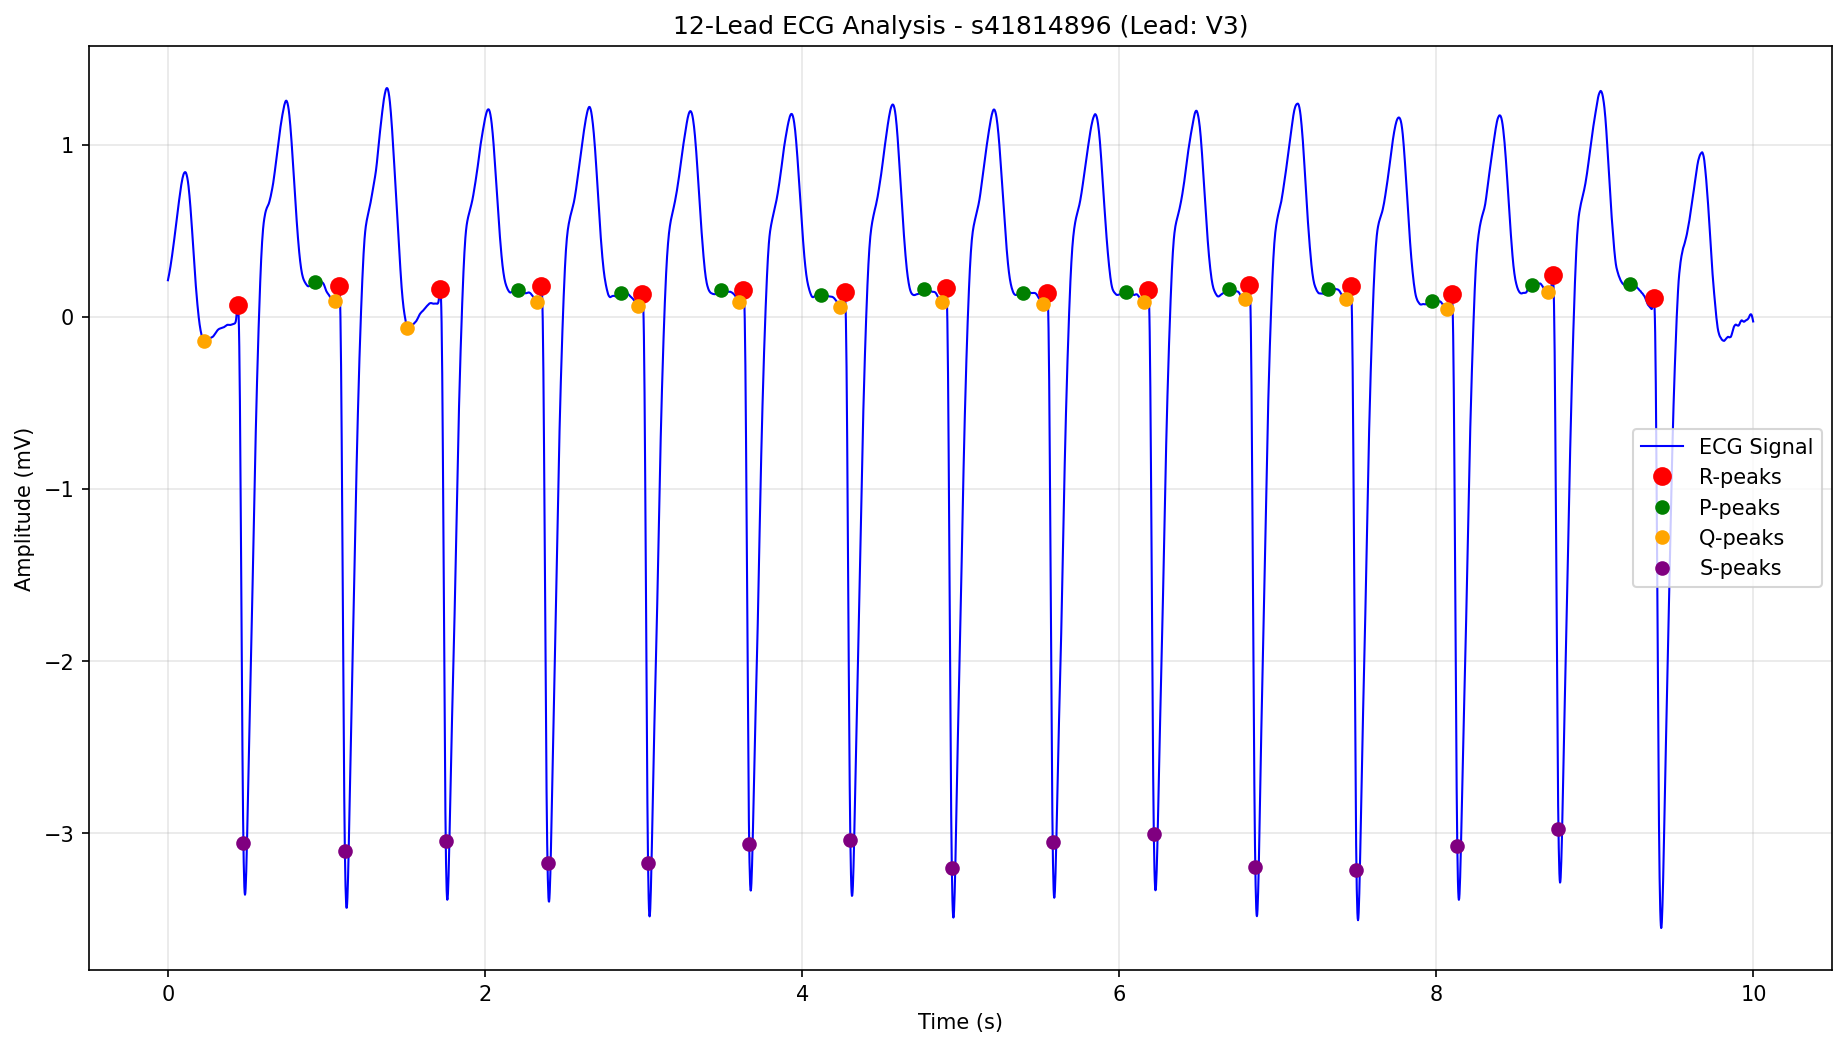 12-Lead ECG Analysis - s41814896 (Lead: V3)
Amplitude (mV)
1
0
−1
−2
−3
ECG Signal
R-peaks
P-peaks
Q-peaks
S-peaks
0 2 4 6 8 10
Time (s)